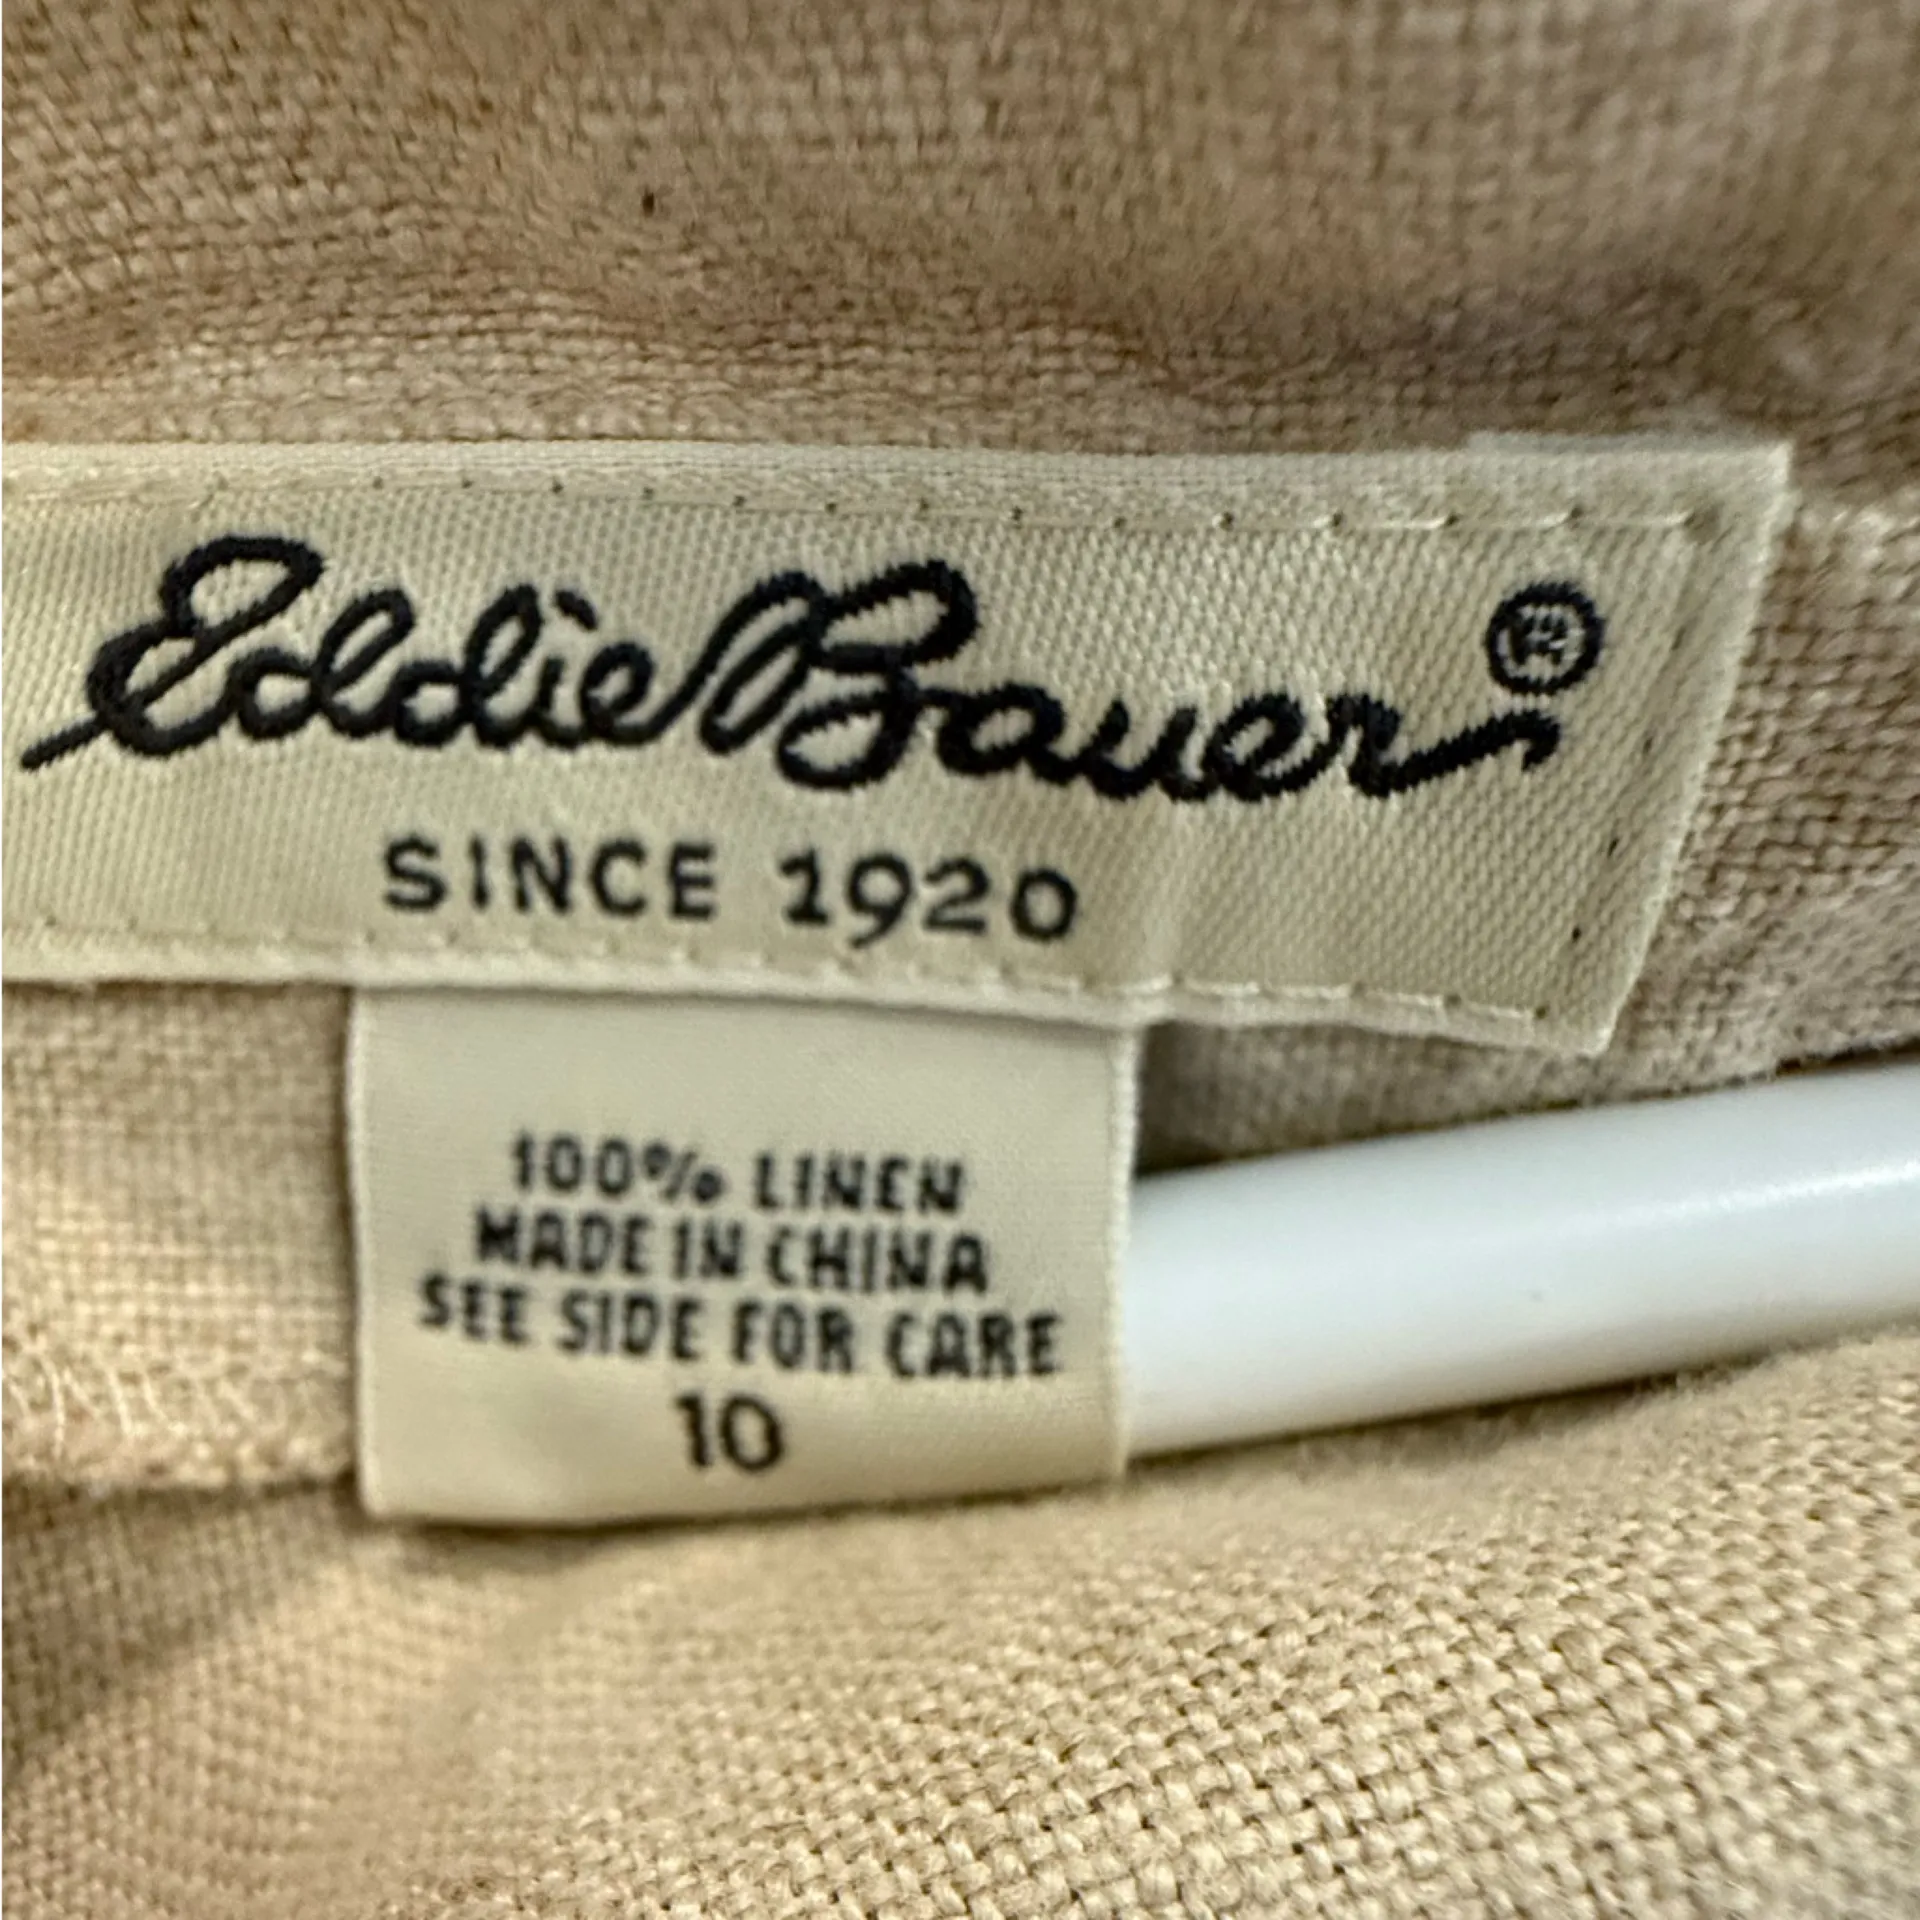 Eddie Bauer®
SINCE 1920
100% LINEN
MADE IN CHINA
SEE SIDE FOR CARE
10